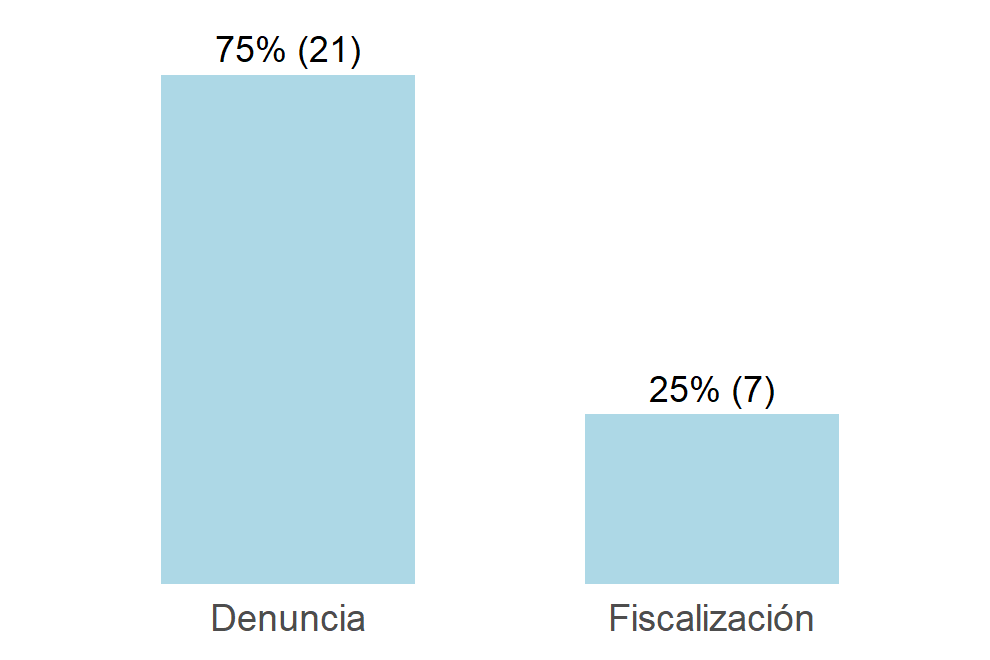 75% (21)
25% (7)
Denuncia
Fiscalización